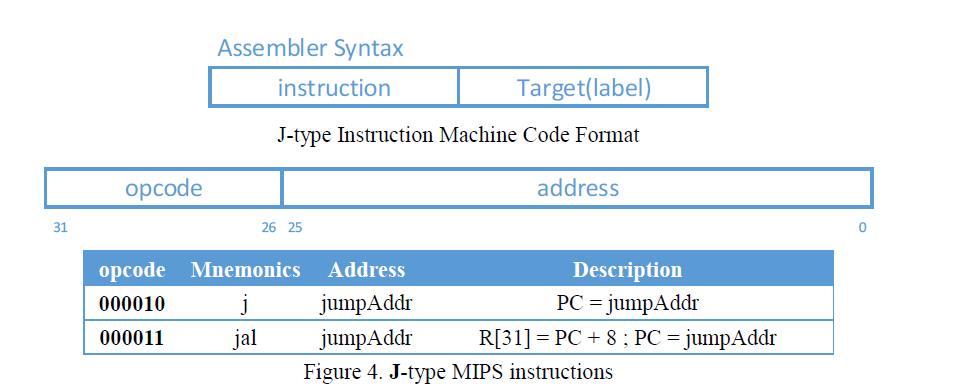 Assembler Syntax
instruction Target(label)
J-type Instruction Machine Code Format
opcode address
31 26 25 0
opcode Mnemonics Address Description
000010 j jumpAddr PC = jumpAddr
000011 jal jumpAddr R[31] = PC + 8 ; PC = jumpAddr
Figure 4. J-type MIPS instructions